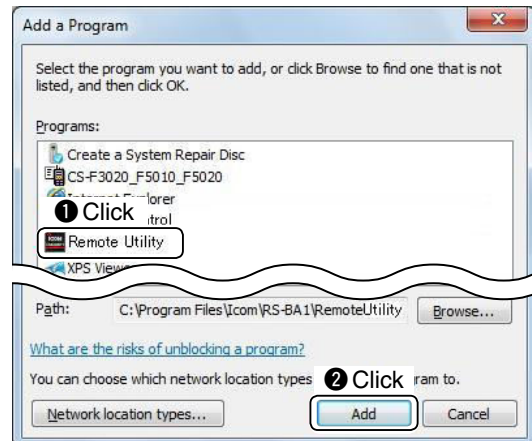 Add a Program
Select the program you want to add, or click Browse to find one that is not
listed, and then click OK.
Programs:
Create a System Repair Disc
CS-F3020_F5010_F5020
❶ Click
Remote Utility
XPS
Path: C:\Program Files\Icom\RS-BA1\RemoteUtility Browse...
What are the risks of unblocking a program?
You can choose which network location types ❷ Click to.
Network location types... Add Cancel